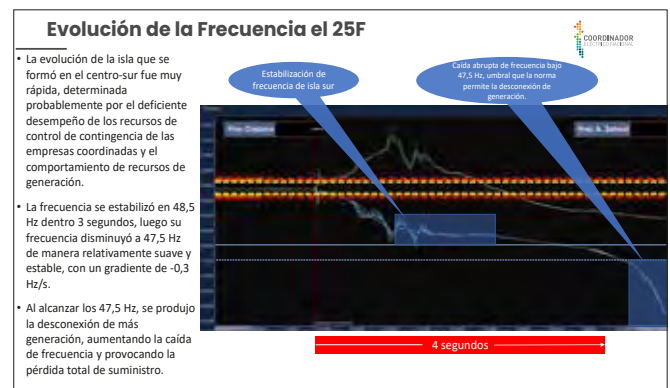 Evolución de la Frecuencia el 25F
COORDINADOR
ELÉCTRICO NACIONAL
• La evolución de la isla que se
formó en el centro-sur fue muy
rápida, determinada
probablemente por el deficiente
desempeño de los recursos de
control de contingencia de las
empresas coordinadas y el
comportamiento de recursos de
generación.
• La frecuencia se estabilizó en 48,5
Hz dentro 3 segundos, luego su
frecuencia disminuyó a 47,5 Hz
de manera relativamente suave y
estable, con un gradiente de -0,3
Hz/s.
• Al alcanzar los 47,5 Hz, se produjo
la desconexión de más
generación, aumentando la caída
de frecuencia y provocando la
pérdida total de suministro.
Estabilización de
frecuencia de isla sur
Caída abrupta de frecuencia bajo
47,5 Hz, umbral que la norma
permite la desconexión de
generación.
4 segundos